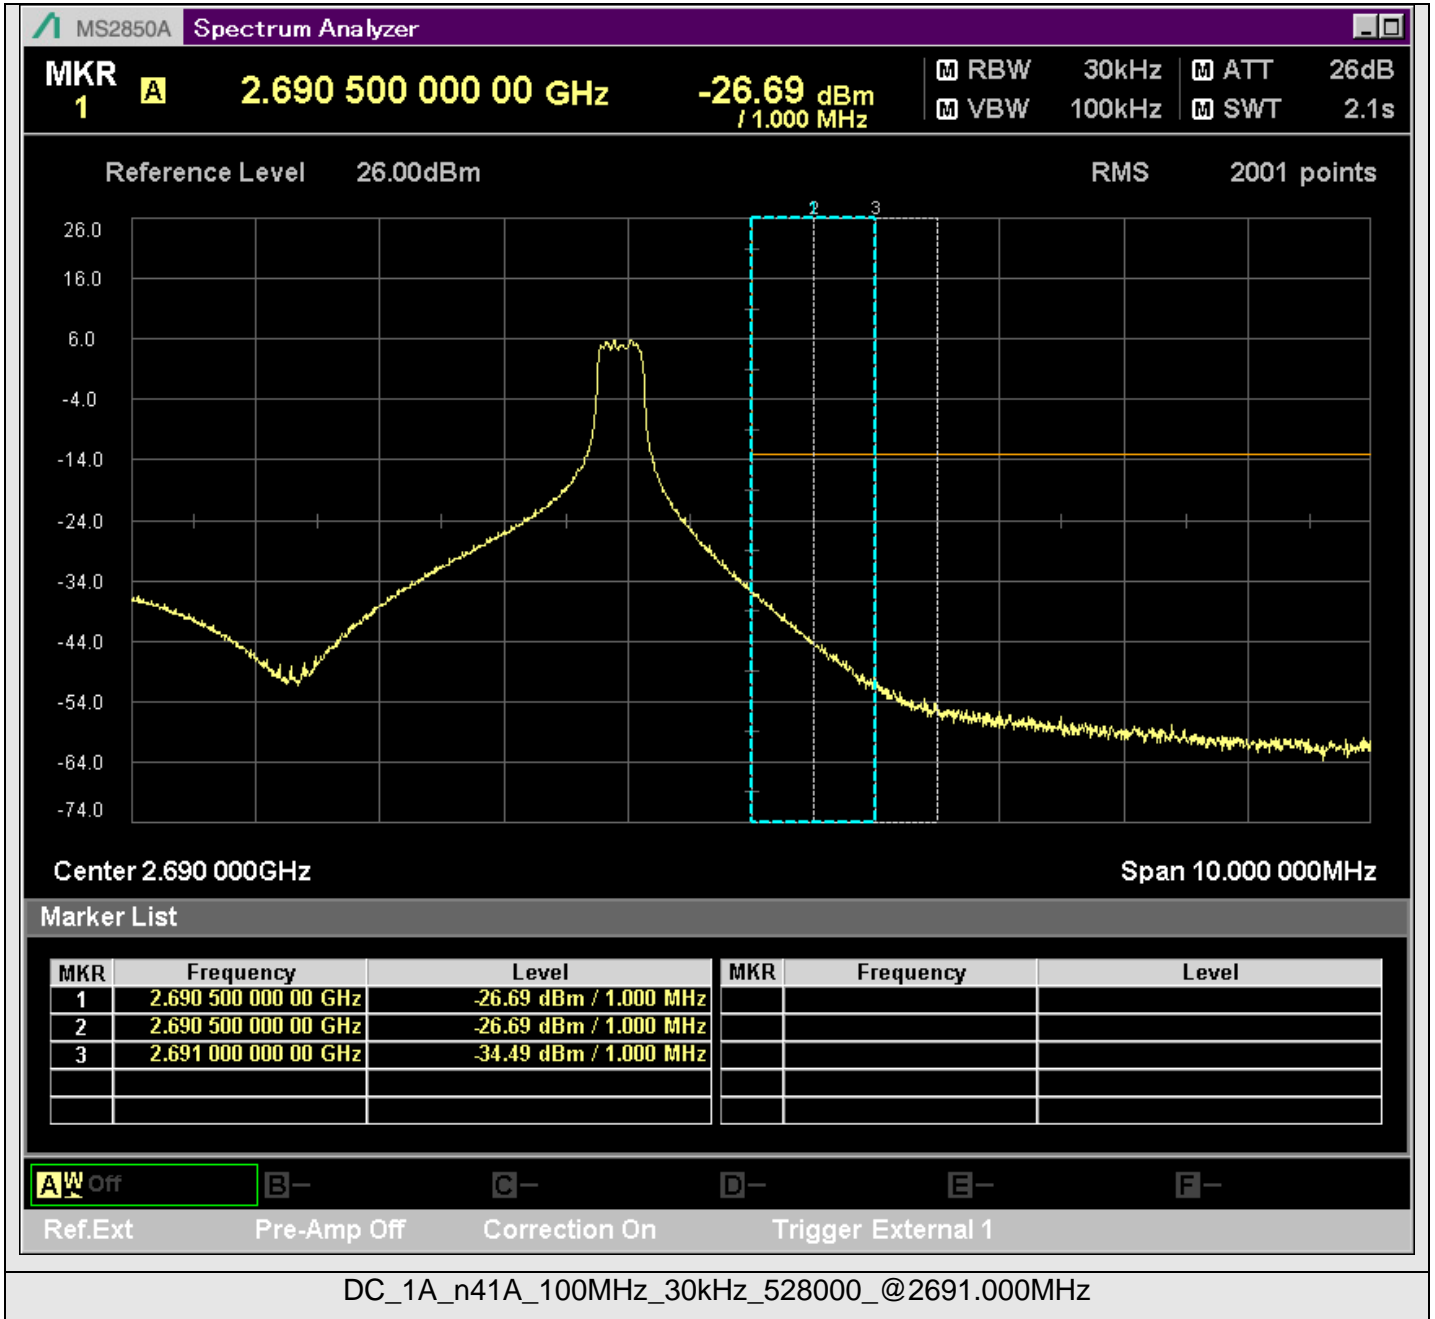 MS2850A Spectrum Analyzer
MKR 1 A 2.690 500 000 00 GHz -26.69 dBm / 1.000 MHz
M RBW 30kHz M ATT 26dB
M VBW 100kHz M SWT 2.1s
Reference Level 26.00dBm RMS 2001 points
2 3
26.0
16.0
6.0
-4.0
-14.0
-24.0
-34.0
-44.0
-54.0
-64.0
-74.0
Center 2.690 000GHz Span 10.000 000MHz
Marker List
MKR Frequency Level MKR Frequency Level
1 2.690 500 000 00 GHz -26.69 dBm / 1.000 MHz
2 2.690 500 000 00 GHz -26.69 dBm / 1.000 MHz
3 2.691 000 000 00 GHz -34.49 dBm / 1.000 MHz
A W Off B - C - D - E - F -
Ref.Ext Pre-Amp Off Correction On Trigger External 1
DC_1A_n41A_100MHz_30kHz_528000_@2691.000MHz